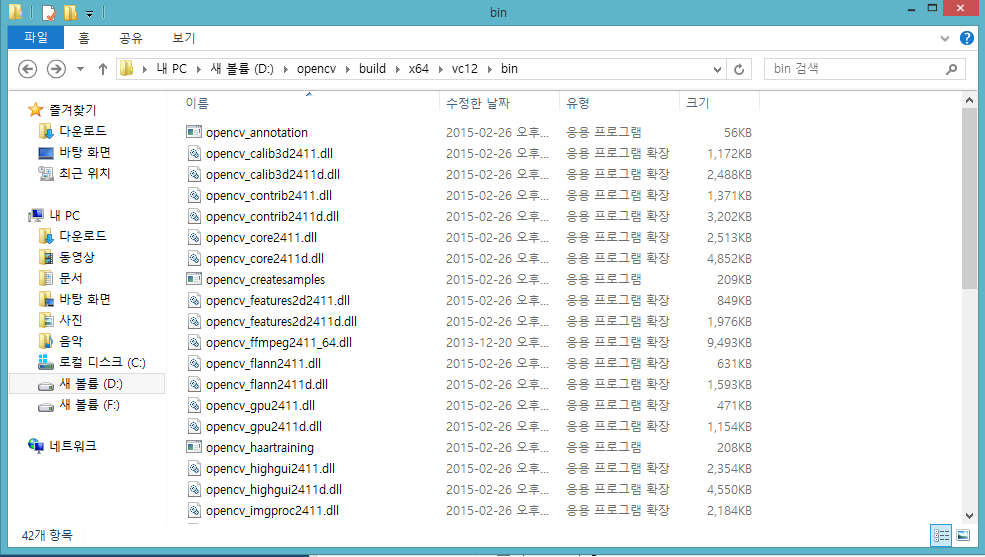 bin
파일 홈 공유 보기
내 PC 새 볼륨 (D:) opencv build x64 vc12 bin
bin 검색
즐겨찾기
다운로드
바탕 화면
최근 위치
내 PC
다운로드
동영상
문서
바탕 화면
사진
음악
로컬 디스크 (C:)
새 볼륨 (D:)
새 볼륨 (F:)
네트워크
이름 수정한 날짜 유형 크기
opencv_annotation 2015-02-26 오후... 응용 프로그램 56KB
opencv_calib3d2411.dll 2015-02-26 오후... 응용 프로그램 확장 1,172KB
opencv_calib3d2411d.dll 2015-02-26 오후... 응용 프로그램 확장 2,488KB
opencv_contrib2411.dll 2015-02-26 오후... 응용 프로그램 확장 1,371KB
opencv_contrib2411d.dll 2015-02-26 오후... 응용 프로그램 확장 3,202KB
opencv_core2411.dll 2015-02-26 오후... 응용 프로그램 확장 2,513KB
opencv_core2411d.dll 2015-02-26 오후... 응용 프로그램 확장 4,852KB
opencv_createsamples 2015-02-26 오후... 응용 프로그램 209KB
opencv_features2d2411.dll 2015-02-26 오후... 응용 프로그램 확장 849KB
opencv_features2d2411d.dll 2015-02-26 오후... 응용 프로그램 확장 1,976KB
opencv_ffmpeg2411_64.dll 2013-12-20 오후... 응용 프로그램 확장 9,493KB
opencv_flann2411.dll 2015-02-26 오후... 응용 프로그램 확장 631KB
opencv_flann2411d.dll 2015-02-26 오후... 응용 프로그램 확장 1,593KB
opencv_gpu2411.dll 2015-02-26 오후... 응용 프로그램 확장 471KB
opencv_gpu2411d.dll 2015-02-26 오후... 응용 프로그램 확장 1,154KB
opencv_haartraining 2015-02-26 오후... 응용 프로그램 208KB
opencv_highgui2411.dll 2015-02-26 오후... 응용 프로그램 확장 2,354KB
opencv_highgui2411d.dll 2015-02-26 오후... 응용 프로그램 확장 4,550KB
opencv_imgproc2411.dll 2015-02-26 오후... 응용 프로그램 확장 2,184KB
42개 항목